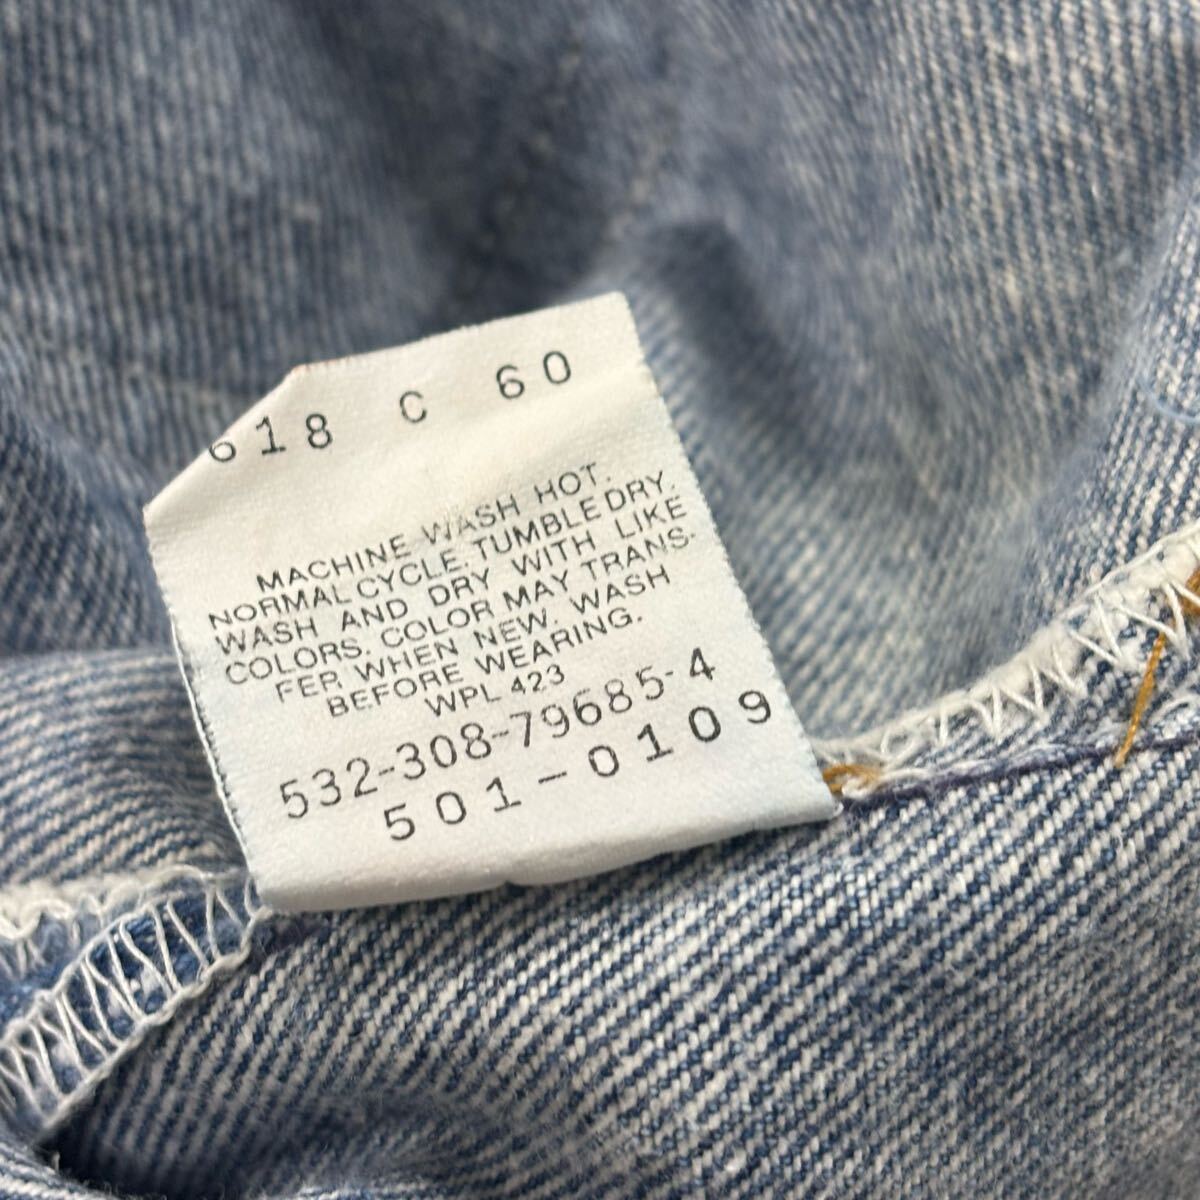 618 C 60
MACHINE WASH HOT.
NORMAL CYCLE. TUMBLE DRY.
WASH AND DRY WITH LIKE
COLORS. COLOR MAY TRANS-
FER WHEN NEW. WASH
BEFORE WEARING.
WPL 423
532-308-79685-4
501-0109